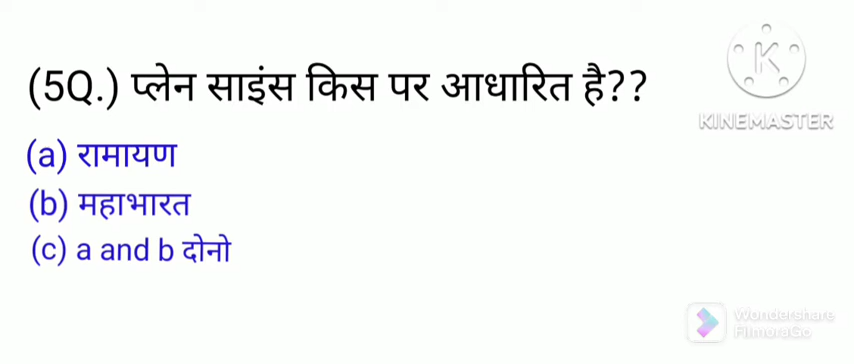 (5Q.) प्लेन साइंस किस पर आधारित है??
(a) रामायण
(b) महाभारत
(c) a and b दोनो
K
KINEMASTER
Wondershare
FilmoraGo